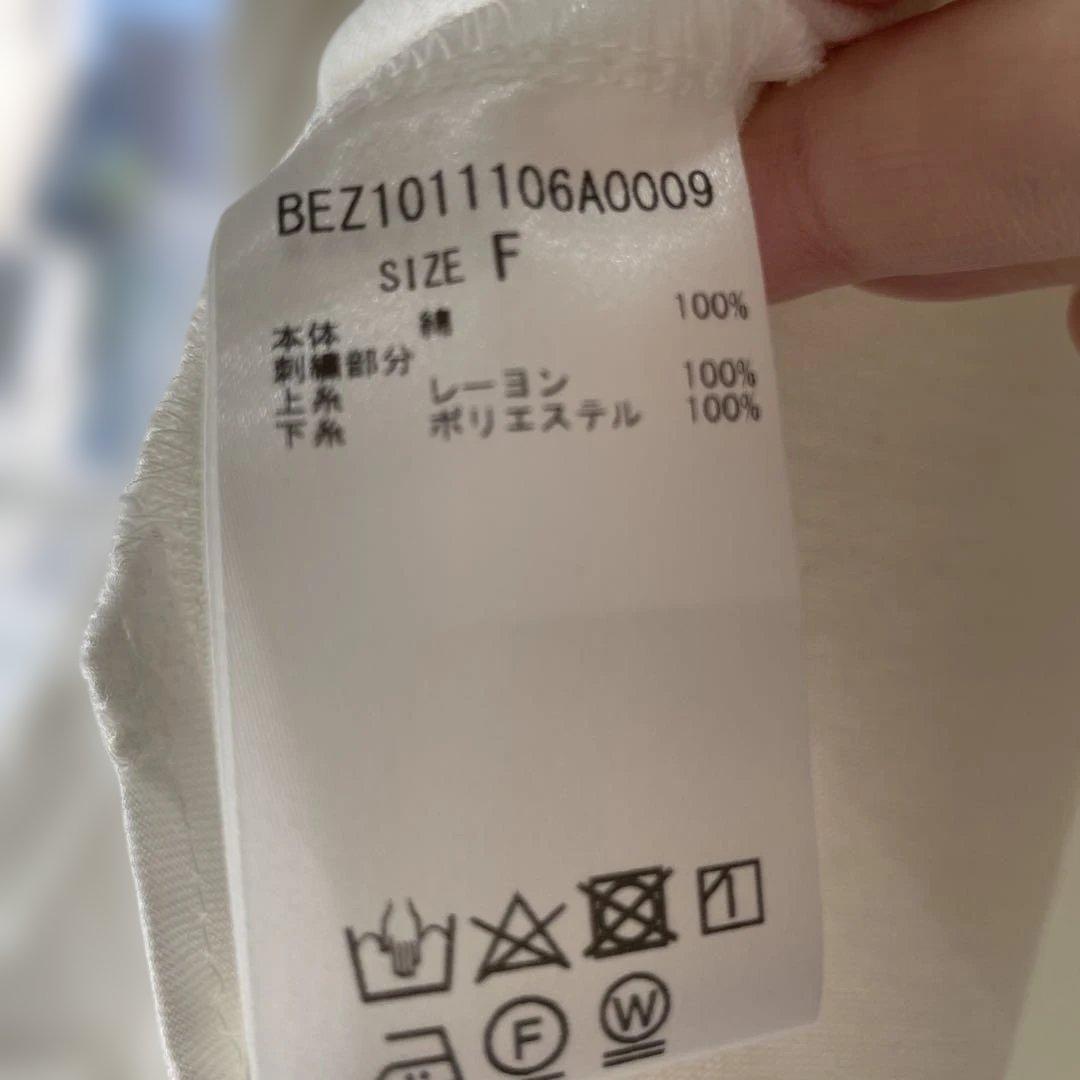 BEZ1011106A0009
SIZE F
本体 綿 100%
刺繍部分
上糸 レーヨン 100%
下糸 ポリエステル 100%
F W